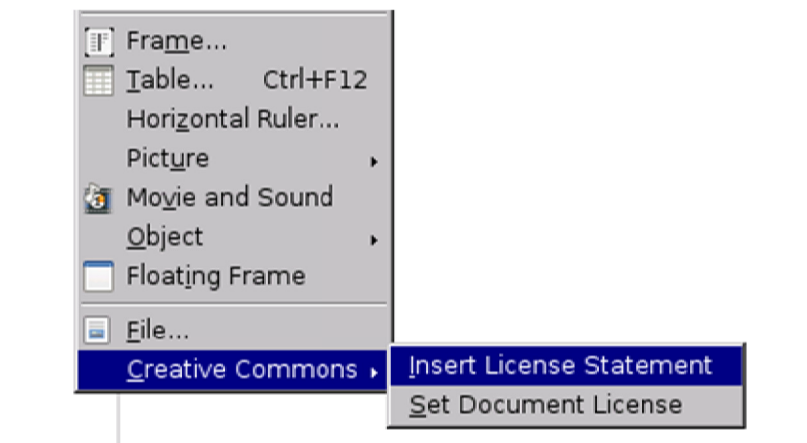 Frame...
Table... Ctrl+F12
Horizontal Ruler...
Picture
Movie and Sound
Object
Floating Frame
File...
Creative Commons
Insert License Statement
Set Document License